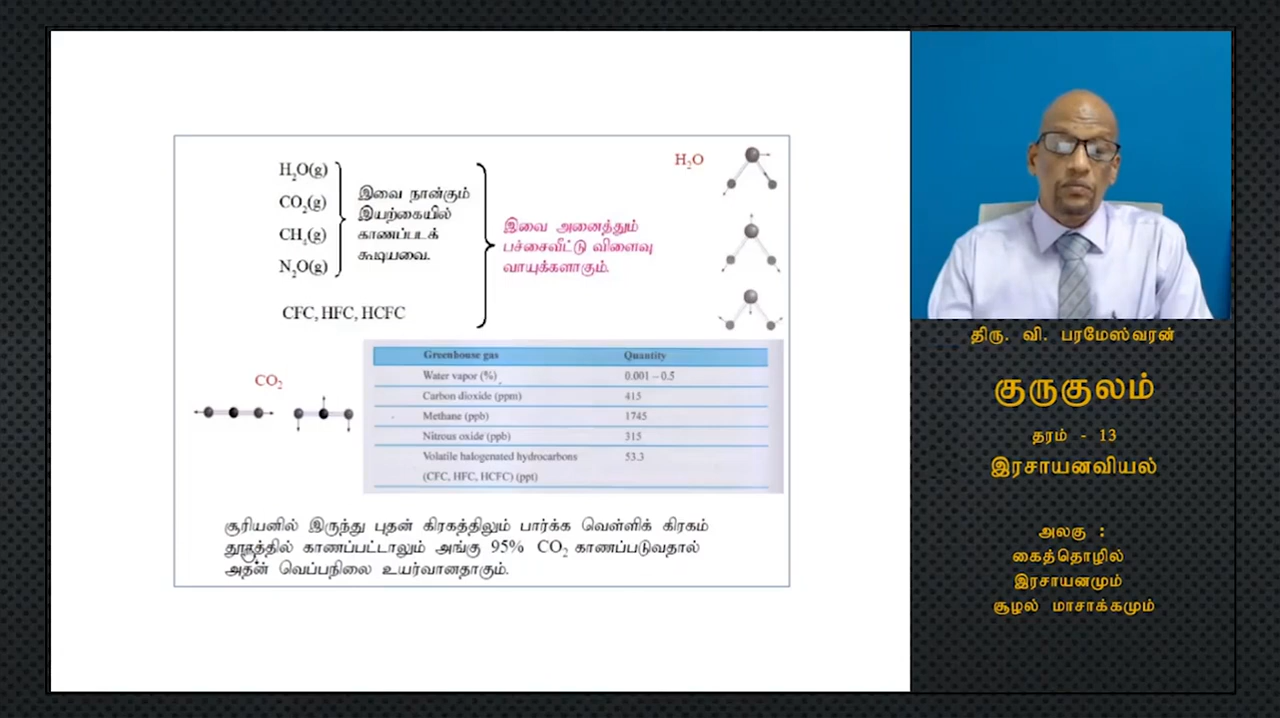 H₂O(g)
CO₂(g)
CH₄(g)
N₂O(g)
இவை நான்கும்
இயற்கையில்
காணப்படக்
கூடியவை.
CFC, HFC, HCFC
இவை அனைத்தும்
பச்சைவீட்டு விளைவு
வாயுக்களாகும்.
H₂O
CO₂
Greenhouse gas Quantity
Water vapor (%) 0.001 – 0.5
Carbon dioxide (ppm) 415
Methane (ppb) 1745
Nitrous oxide (ppb) 315
Volatile halogenated hydrocarbons 53.3
(CFC, HFC, HCFC) (ppt)
சூரியனில் இருந்து புதன் கிரகத்திலும் பார்க்க வெள்ளிக் கிரகம்
தூரத்தில் காணப்பட்டாலும் அங்கு 95% CO₂ காணப்படுவதால்
அதன் வெப்பநிலை உயர்வானதாகும்.
திரு. வி. பரமேஸ்வரன்
குருகுலம்
தரம் - 13
இரசாயனவியல்
அலகு :
கைத்தொழில்
இரசாயனமும்
சூழல் மாசாக்கமும்